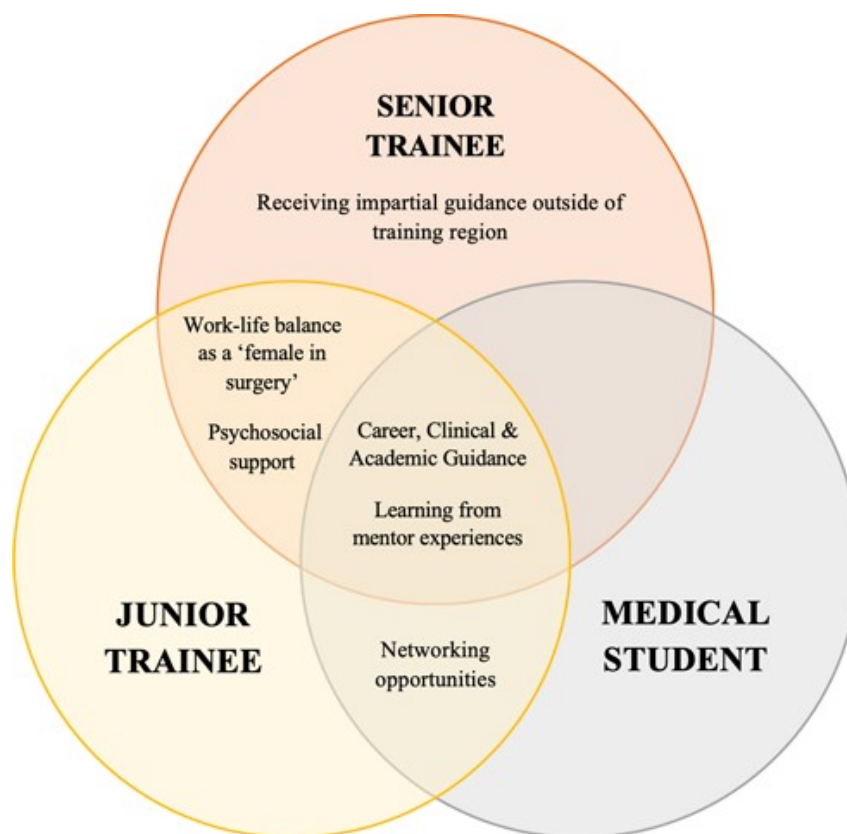 SENIOR
TRAINEE
Receiving impartial guidance outside of
training region
Work-life balance
as a ‘female in
surgery’
Psychosocial
support
Career, Clinical &
Academic Guidance
Learning from
mentor experiences
JUNIOR
TRAINEE
Networking
opportunities
MEDICAL
STUDENT